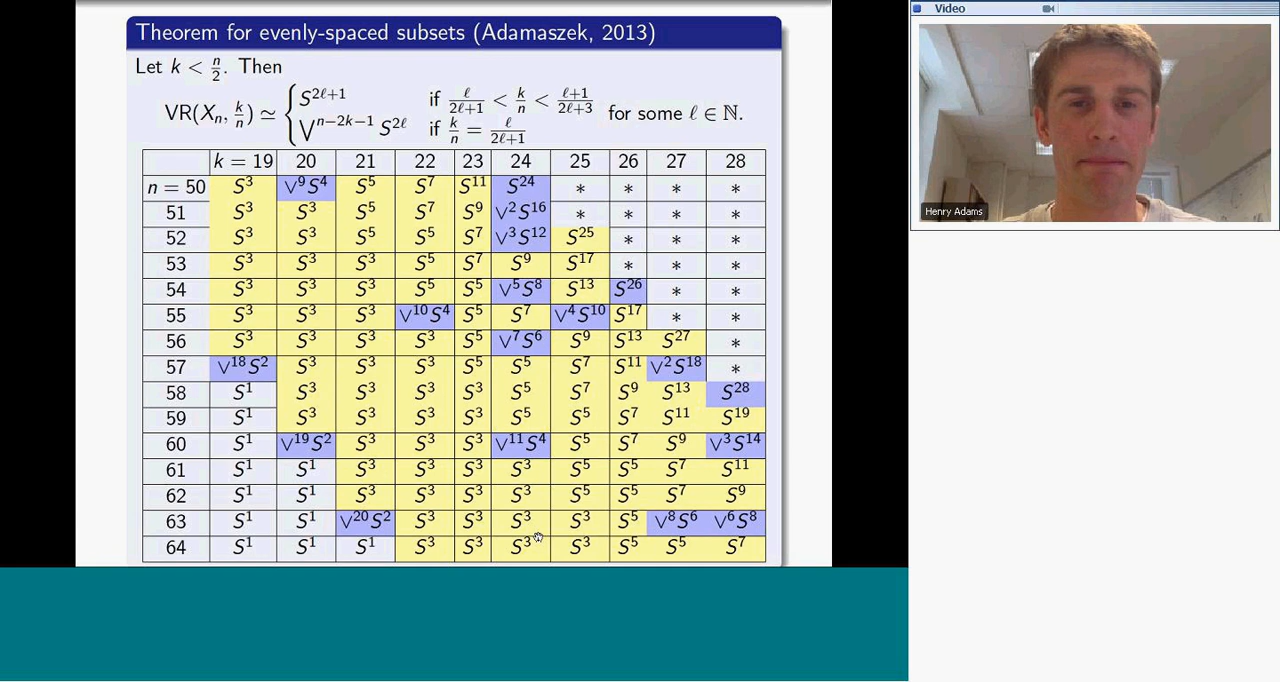 Theorem for evenly-spaced subsets (Adamaszek, 2013)
Let k < n/2. Then
VR(X_n, k/n) ≃ { S^{2ℓ+1} if ℓ/(2ℓ+1) < k/n < (ℓ+1)/(2ℓ+3) for some ℓ ∈ ℕ.
⋁^{n−2k−1} S^{2ℓ} if k/n = ℓ/(2ℓ+1)
k = 19 20 21 22 23 24 25 26 27 28
n = 50 S^3 ∨^9S^4 S^5 S^7 S^11 S^24 * * * *
51 S^3 S^3 S^5 S^7 S^9 ∨^2S^16 * * * *
52 S^3 S^3 S^5 S^5 S^7 ∨^3S^12 S^25 * * *
53 S^3 S^3 S^3 S^5 S^7 S^9 S^17 * * *
54 S^3 S^3 S^3 S^5 S^5 ∨^5S^8 S^13 S^26 * *
55 S^3 S^3 S^3 ∨^10S^4 S^5 S^7 ∨^4S^10 S^17 * *
56 S^3 S^3 S^3 S^3 S^5 ∨^7S^6 S^9 S^13 S^27 *
57 ∨^18S^2 S^3 S^3 S^3 S^5 S^5 S^7 S^11 ∨^2S^18 *
58 S^1 S^3 S^3 S^3 S^3 S^5 S^7 S^9 S^13 S^28
59 S^1 S^3 S^3 S^3 S^3 S^5 S^5 S^7 S^11 S^19
60 S^1 ∨^19S^2 S^3 S^3 S^3 ∨^11S^4 S^5 S^7 S^9 ∨^3S^14
61 S^1 S^1 S^3 S^3 S^3 S^3 S^5 S^5 S^7 S^11
62 S^1 S^1 S^3 S^3 S^3 S^3 S^5 S^5 S^7 S^9
63 S^1 S^1 ∨^20S^2 S^3 S^3 S^3 S^3 S^5 ∨^8S^6 ∨^6S^8
64 S^1 S^1 S^1 S^3 S^3 S^3 S^3 S^5 S^5 S^7
Video
Henry Adams